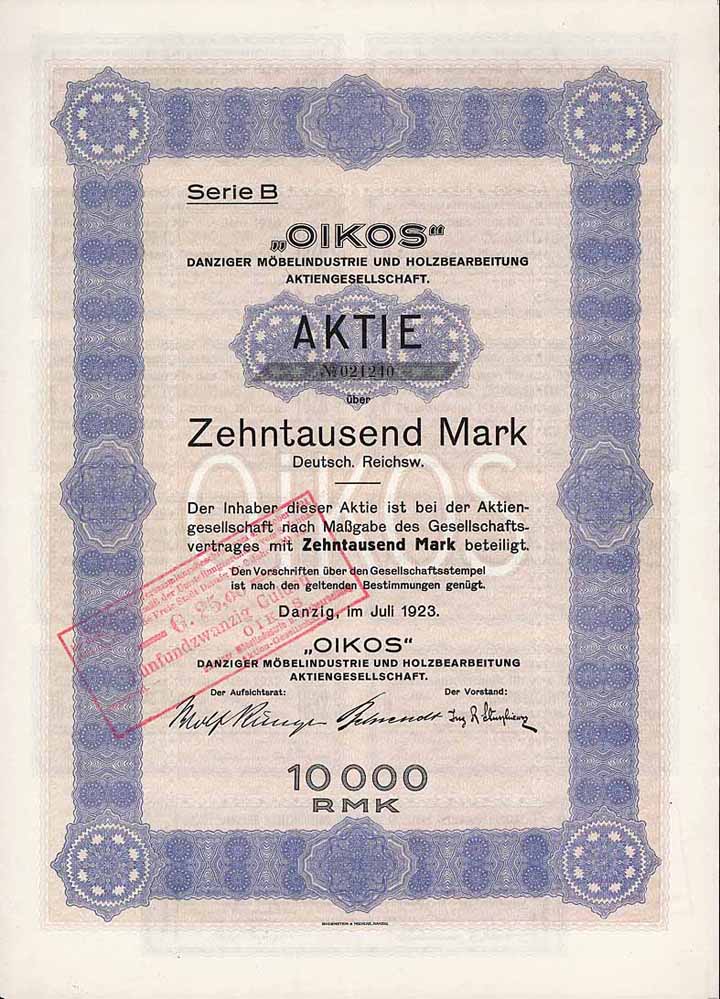 Serie B
„OIKOS“
DANZIGER MÖBELINDUSTRIE UND HOLZBEARBEITUNG
AKTIENGESELLSCHAFT.
AKTIE
№ 021210
über
Zehntausend Mark
Deutsch. Reichsw.
OIKOS
Der Inhaber dieser Aktie ist bei der Aktien-
gesellschaft nach Maßgabe des Gesellschafts-
vertrages mit Zehntausend Mark beteiligt.
Den Vorschriften über den Gesellschaftsstempel
ist nach den geltenden Bestimmungen genügt.
Danzig, im Juli 1923.
G. 25,00
Fünfundzwanzig Gulden
OIKOS
„OIKOS“
DANZIGER MÖBELINDUSTRIE UND HOLZBEARBEITUNG
AKTIENGESELLSCHAFT.
Der Aufsichtsrat: Der Vorstand:
10 000
RMK